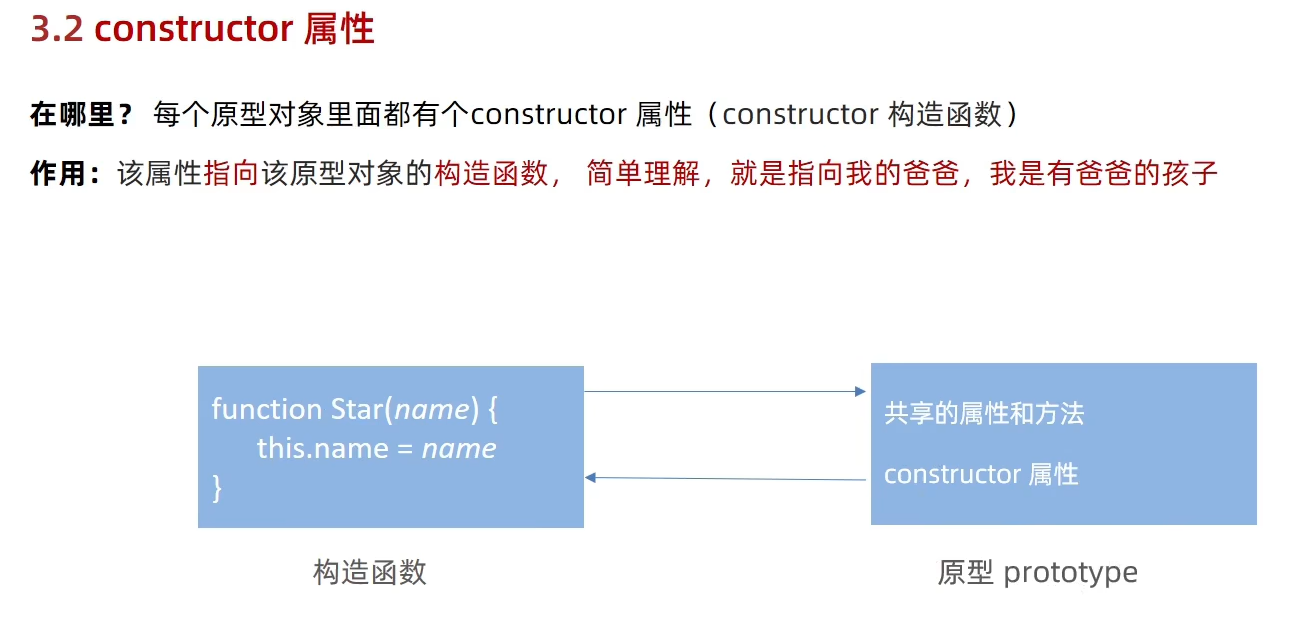 3.2 constructor 属性
在哪里？ 每个原型对象里面都有个constructor 属性（constructor 构造函数）
作用：该属性指向该原型对象的构造函数， 简单理解，就是指向我的爸爸，我是有爸爸的孩子
function Star(name) {
this.name = name
}
共享的属性和方法
constructor 属性
构造函数
原型 prototype